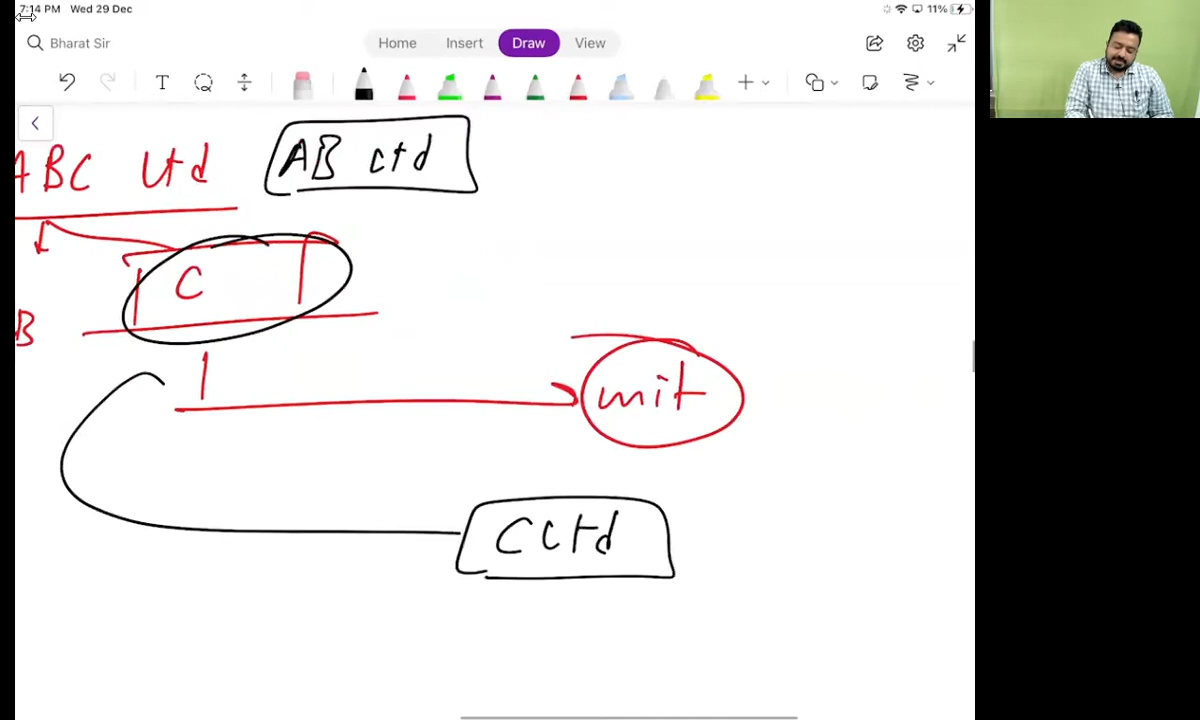 7:14 PM Wed 29 Dec
11%
Bharat Sir
Home Insert Draw View
T
ABC Ltd
AB Ltd
C
B
unit
C Ltd